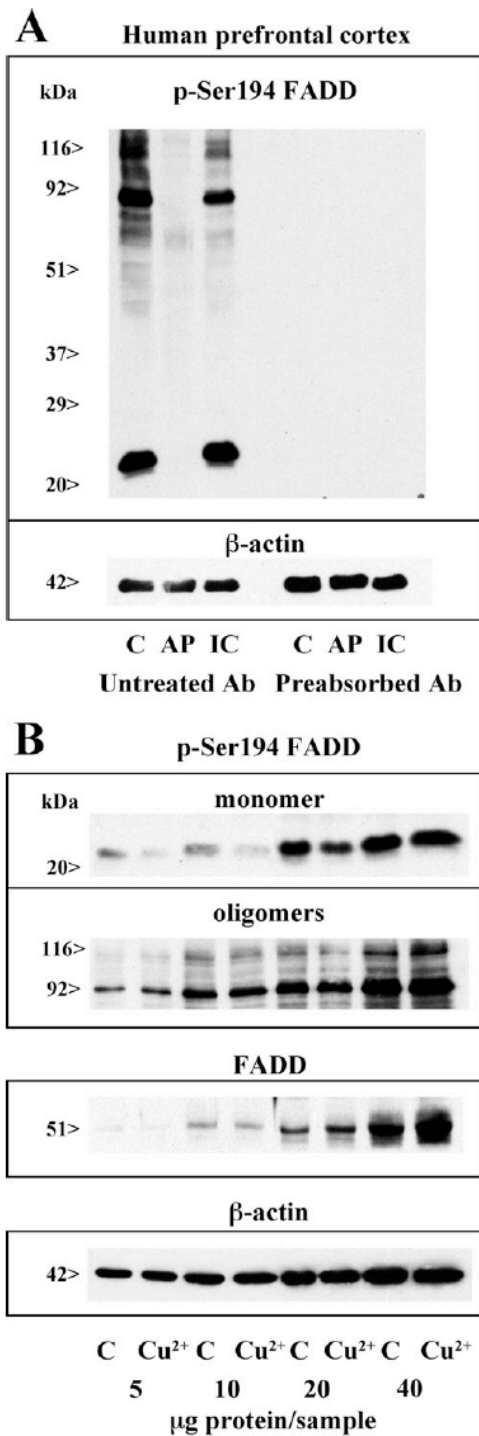 A Human prefrontal cortex
kDa p-Ser194 FADD
116>
92>
51>
37>
29>
20>
β-actin
42>
C AP IC C AP IC
Untreated Ab Preabsorbed Ab
B p-Ser194 FADD
kDa monomer
20>
oligomers
116>
92>
FADD
51>
β-actin
42>
C Cu²⁺ C Cu²⁺ C Cu²⁺ C Cu²⁺
5 10 20 40
μg protein/sample